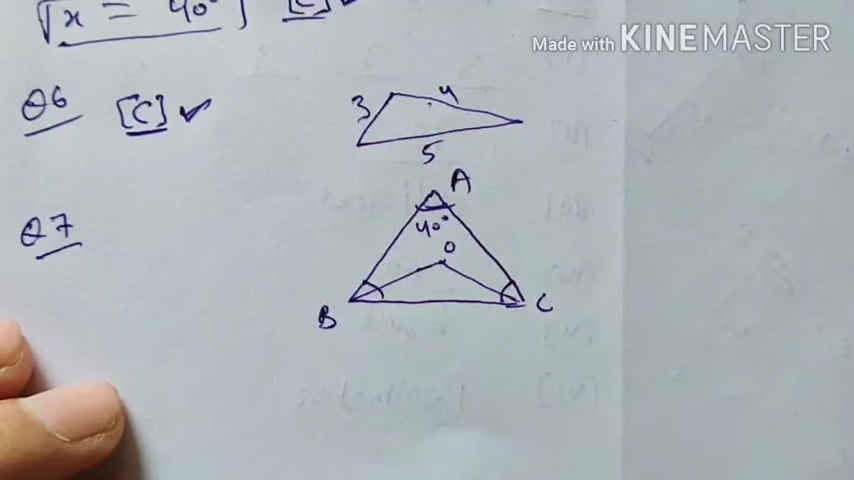 √x = 40° ] [C] ✓
Made with KINEMASTER
Q6 [C] ✓
3 4
5
A
Q7
40°
O
B C